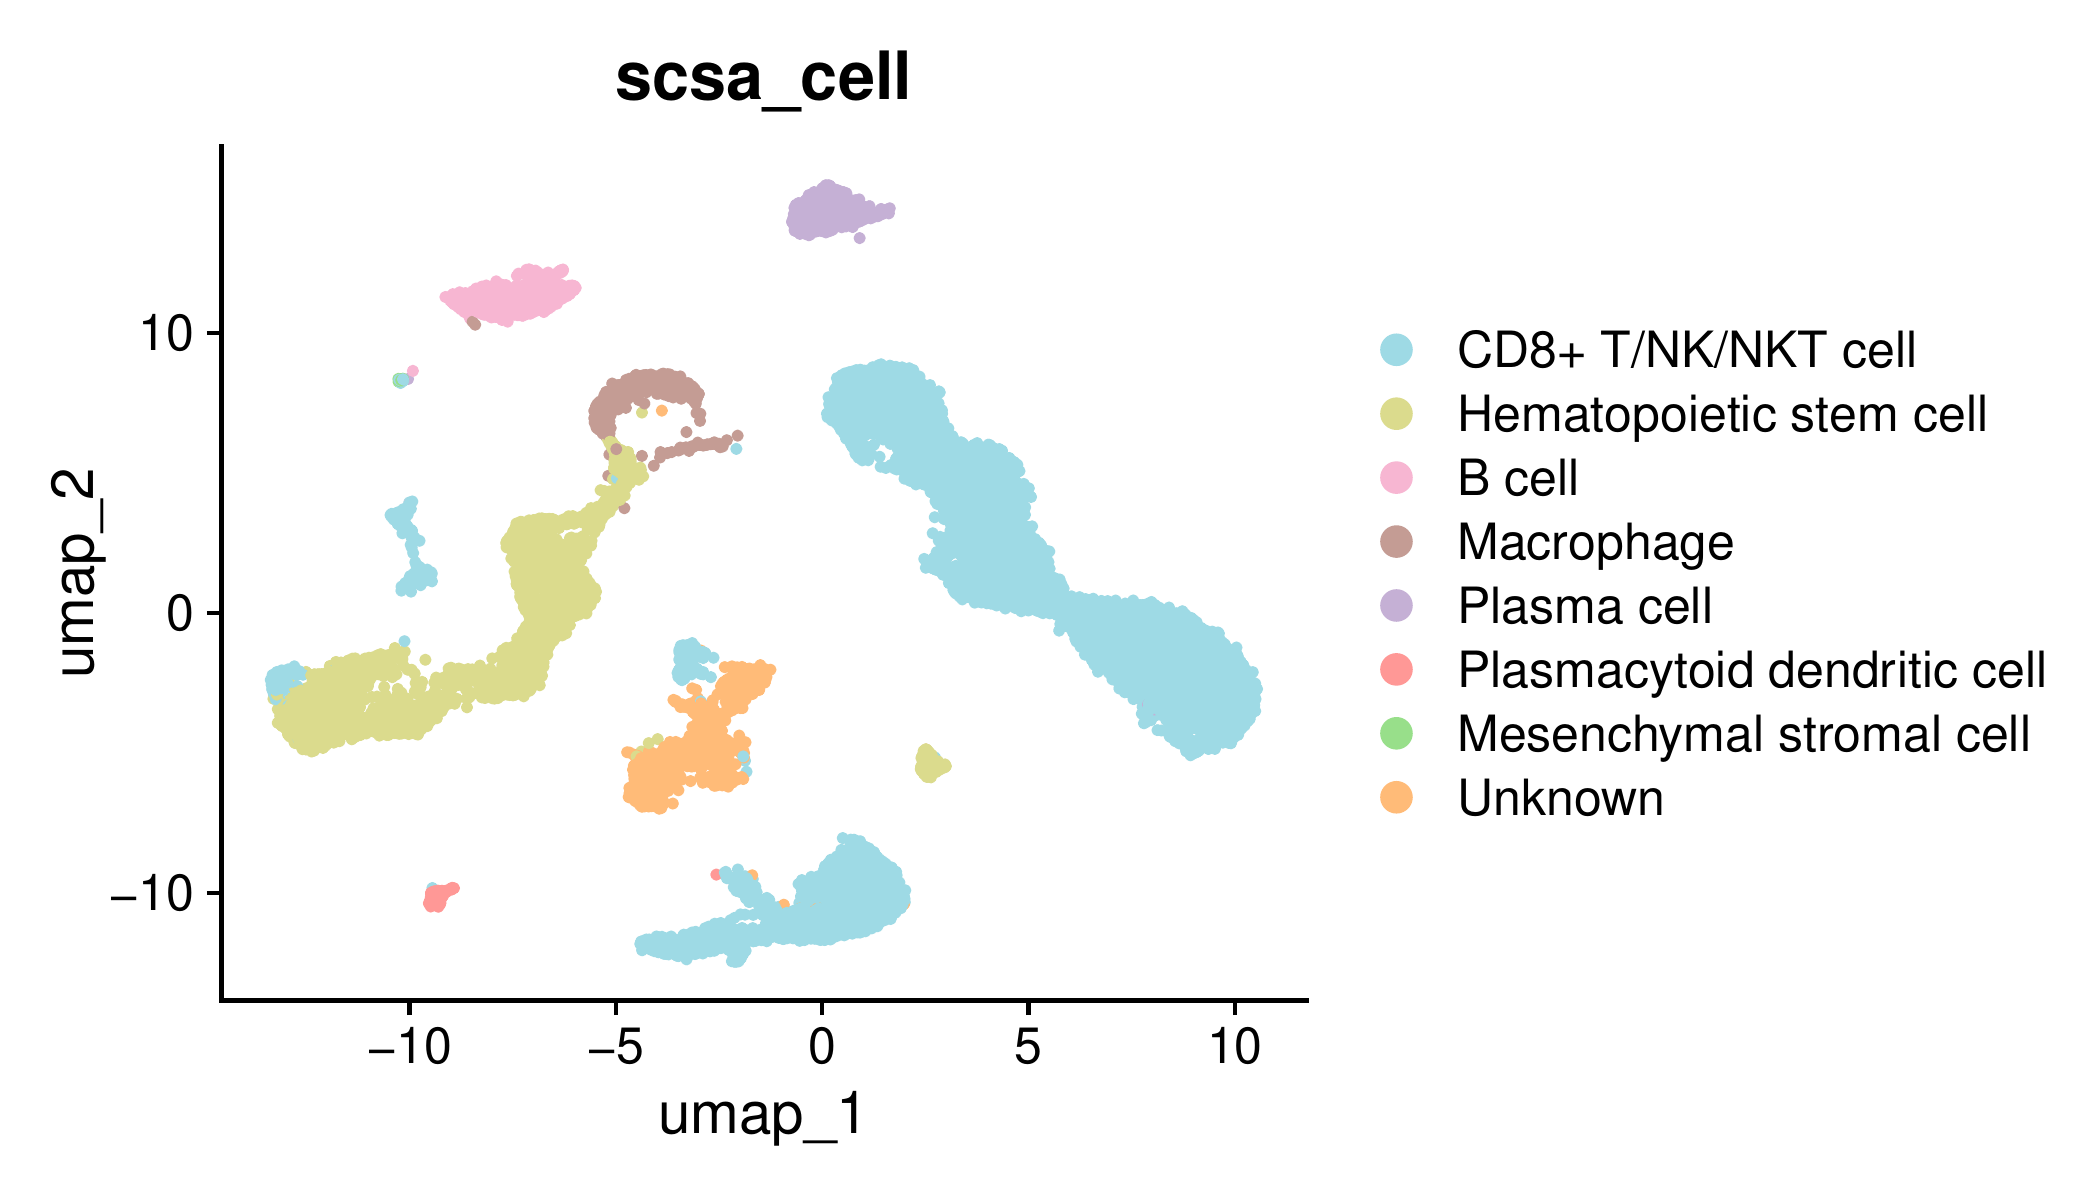 scsa_cell
umap_2
10
0
−10
−10
−5
0
5
10
umap_1
CD8+ T/NK/NKT cell
Hematopoietic stem cell
B cell
Macrophage
Plasma cell
Plasmacytoid dendritic cell
Mesenchymal stromal cell
Unknown